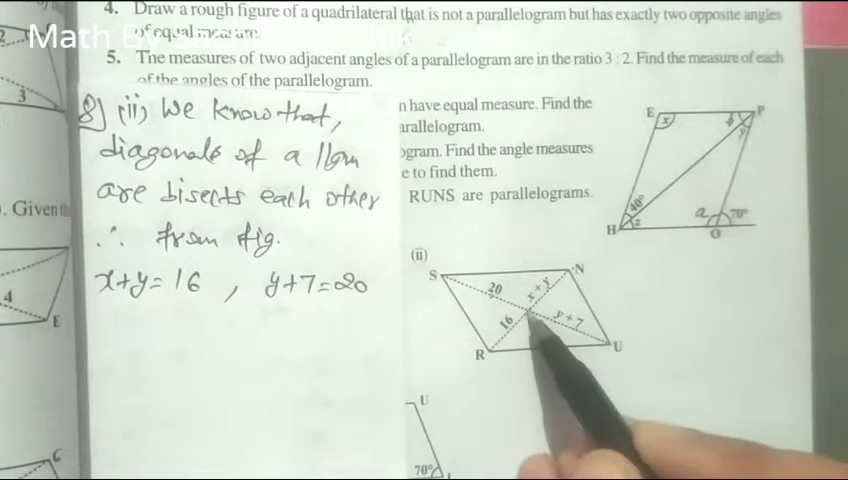 4. Draw a rough figure of a quadrilateral that is not a parallelogram but has exactly two opposite angles
of equal measure.
Math By
5. The measures of two adjacent angles of a parallelogram are in the ratio 3 : 2. Find the measure of each
of the angles of the parallelogram.
8) (ii) We know that,
diagonals of a llgm
are bisects each other
∴ from fig.
x+y=16 , y+7=20
n have equal measure. Find the
arallelogram.
ogram. Find the angle measures
e to find them.
RUNS are parallelograms.
E
P
x
b
y
40°
z
a
70°
H
O
(ii)
S
N
20
x + y
16
y + 7
R
U
U
70°
3
. Given
4
E
C